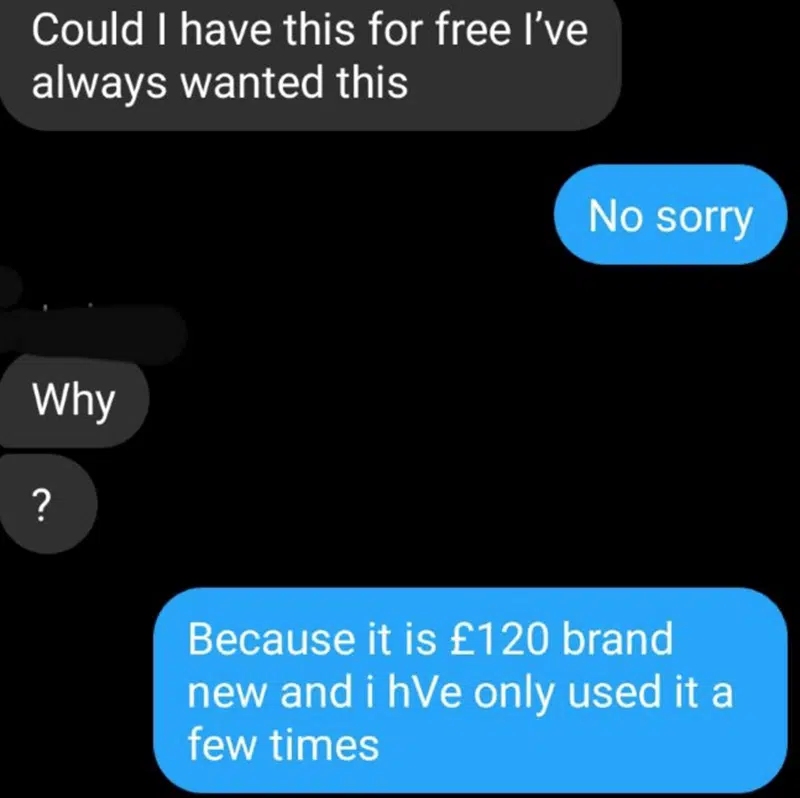 Could I have this for free I’ve
always wanted this
No sorry
Why
?
Because it is £120 brand
new and i hVe only used it a
few times